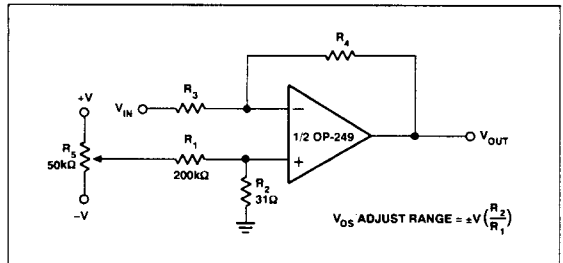 R4
R3
VIN
1/2 OP-249
VOUT
+V
R5
50kΩ
–V
R1
200kΩ
R2
31Ω
–
+
VOS ADJUST RANGE = ±V (R2/R1)